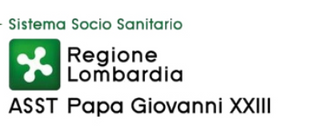 Sistema Socio Sanitario
Regione
Lombardia
ASST Papa Giovanni XXIII